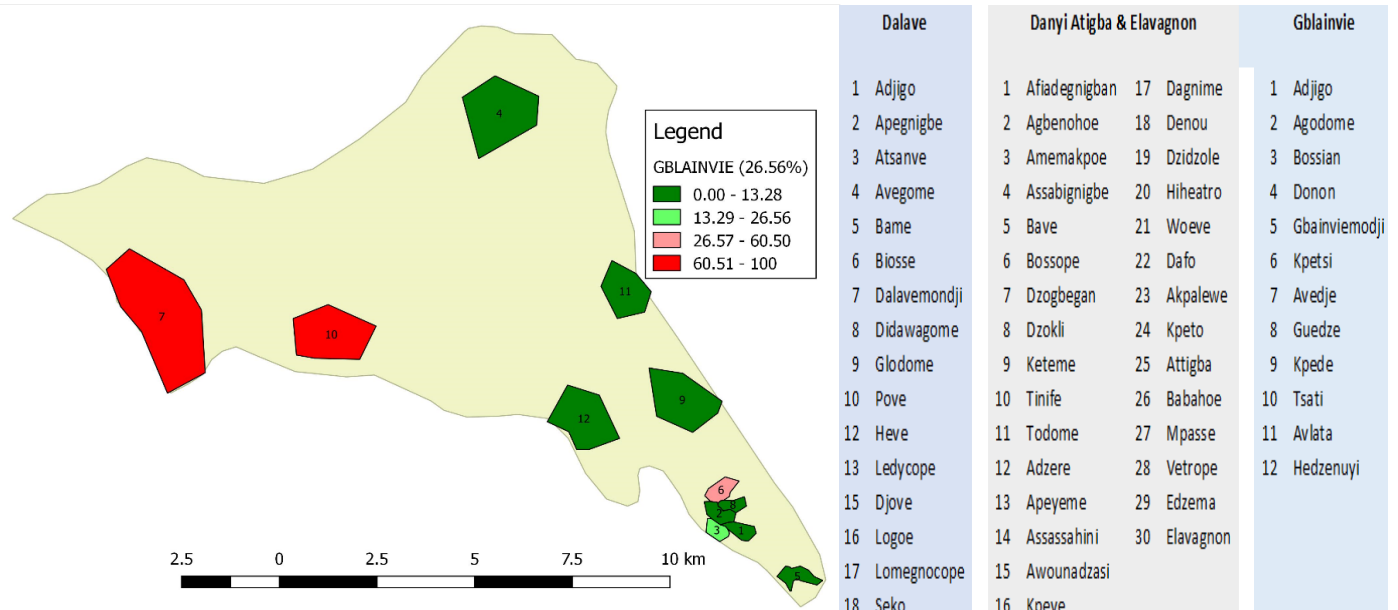 4
7
10
11
12
9
6
8
2
3
1
5
Legend
GBLAINVIE (26.56%)
0.00 - 13.28
13.29 - 26.56
26.57 - 60.50
60.51 - 100
2.5 0 2.5 5 7.5 10 km
Dalave
1 Adjigo
2 Apegnigbe
3 Atsanve
4 Avegome
5 Bame
6 Biosse
7 Dalavemondji
8 Didawagome
9 Glodome
10 Pove
12 Heve
13 Ledycope
15 Djove
16 Logoe
17 Lomegnocope
18 Seko
Danyi Atigba & Elavagnon
1 Afiadegnigban 17 Dagnime
2 Agbenohoe 18 Denou
3 Amemakpoe 19 Dzidzole
4 Assabignigbe 20 Hiheatro
5 Bave 21 Woeve
6 Bossope 22 Dafo
7 Dzogbegan 23 Akpalewe
8 Dzokli 24 Kpeto
9 Keteme 25 Attigba
10 Tinife 26 Babahoe
11 Todome 27 Mpasse
12 Adzere 28 Vetrope
13 Apeyeme 29 Edzema
14 Assassahini 30 Elavagnon
15 Awounadzasi
16 Kpeve
Gblainvie
1 Adjigo
2 Agodome
3 Bossian
4 Donon
5 Gbainviemodji
6 Kpetsi
7 Avedje
8 Guedze
9 Kpede
10 Tsati
11 Avlata
12 Hedzenuyi